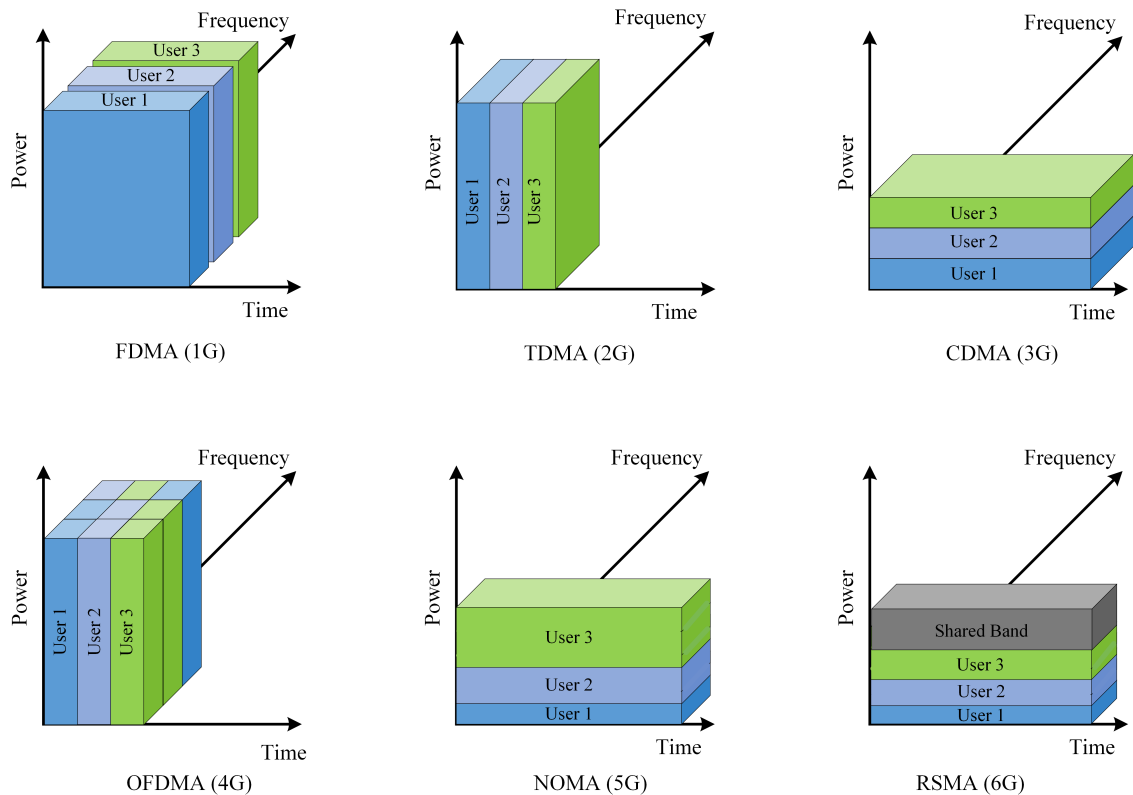 Frequency
User 3
User 2
User 1
Power
Time
FDMA (1G)
Frequency
Power
User 1
User 2
User 3
Time
TDMA (2G)
Frequency
Power
User 3
User 2
User 1
Time
CDMA (3G)
Frequency
Power
User 1
User 2
User 3
Time
OFDMA (4G)
Frequency
Power
User 3
User 2
User 1
Time
NOMA (5G)
Frequency
Power
Shared Band
User 3
User 2
User 1
Time
RSMA (6G)